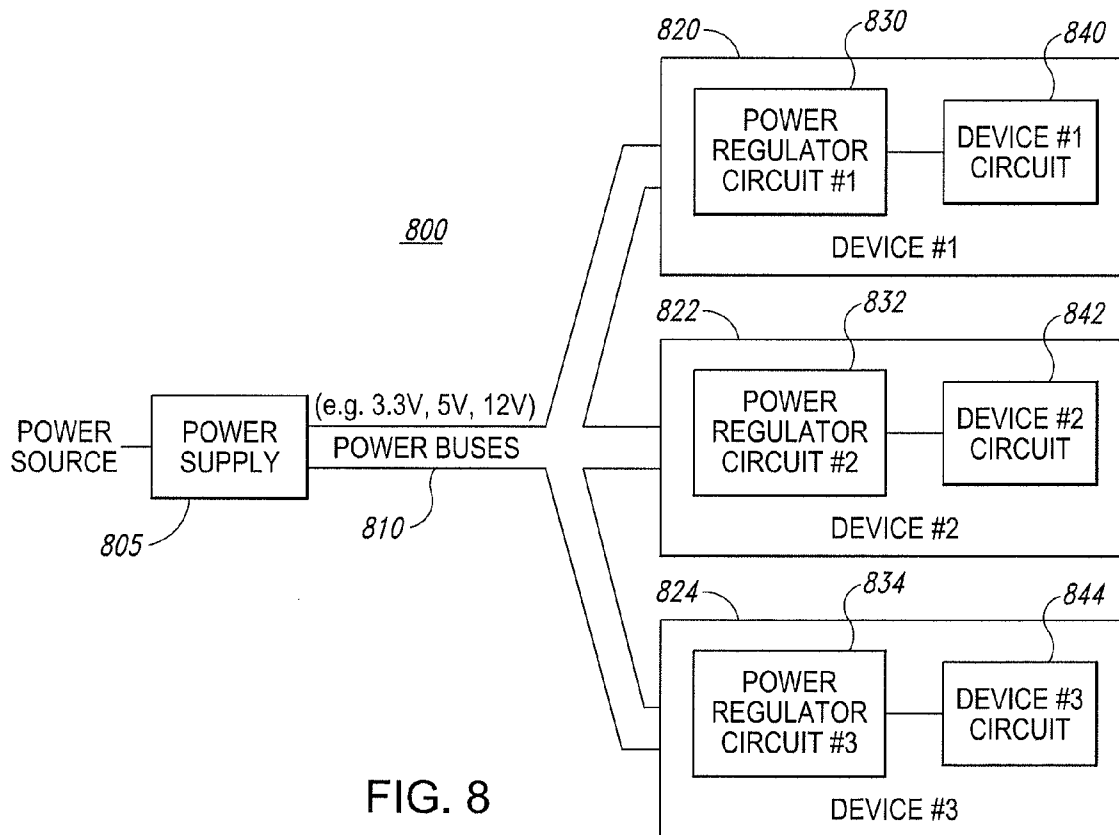 820
830
840
POWER
REGULATOR
CIRCUIT #1
DEVICE #1
CIRCUIT
DEVICE #1
800
822
832
842
POWER
REGULATOR
CIRCUIT #2
DEVICE #2
CIRCUIT
DEVICE #2
(e.g. 3.3V, 5V, 12V)
POWER
SOURCE
POWER
SUPPLY
POWER BUSES
805
810
824
834
844
POWER
REGULATOR
CIRCUIT #3
DEVICE #3
CIRCUIT
DEVICE #3
FIG. 8